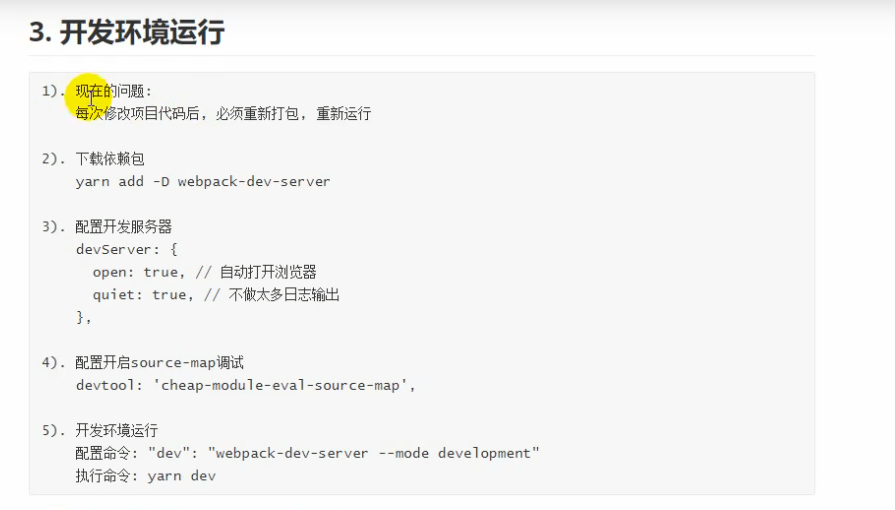 3. 开发环境运行
1). 现在的问题:
每次修改项目代码后, 必须重新打包, 重新运行
2). 下载依赖包
yarn add -D webpack-dev-server
3). 配置开发服务器
devServer: {
open: true, // 自动打开浏览器
quiet: true, // 不做太多日志输出
},
4). 配置开启source-map调试
devtool: 'cheap-module-eval-source-map',
5). 开发环境运行
配置命令: "dev": "webpack-dev-server --mode development"
执行命令: yarn dev